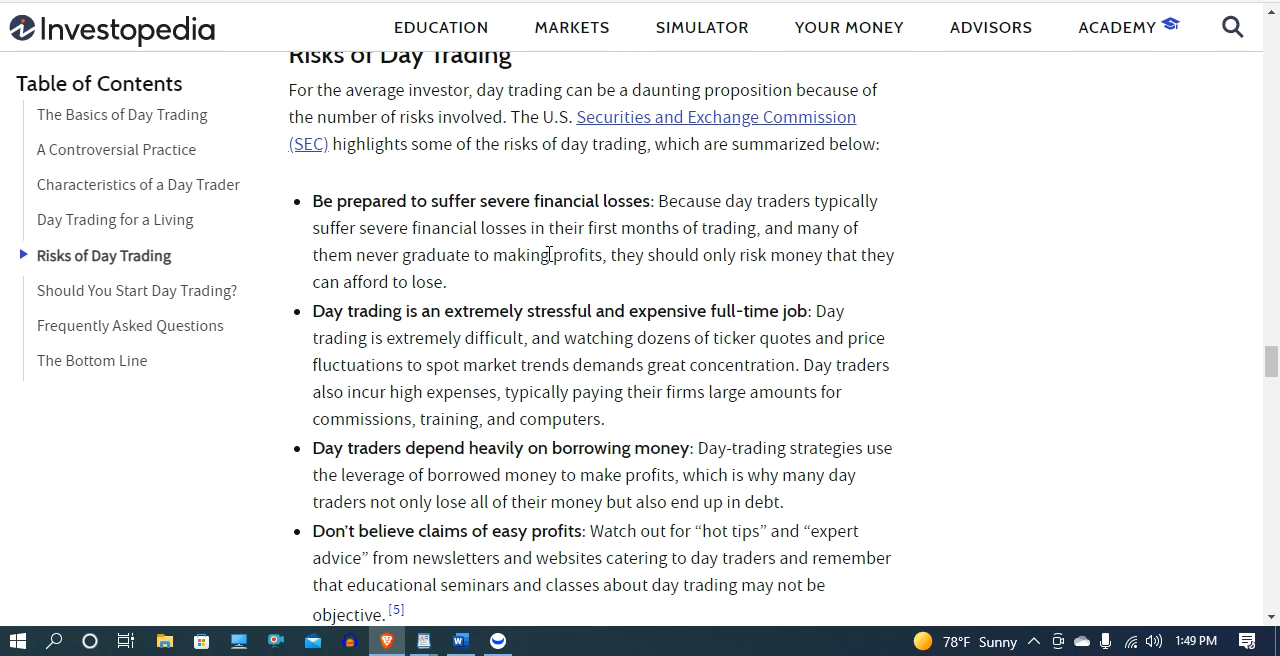 Investopedia
EDUCATION
MARKETS
SIMULATOR
YOUR MONEY
ADVISORS
ACADEMY
Table of Contents
The Basics of Day Trading
A Controversial Practice
Characteristics of a Day Trader
Day Trading for a Living
Risks of Day Trading
Should You Start Day Trading?
Frequently Asked Questions
The Bottom Line
Risks of Day Trading
For the average investor, day trading can be a daunting proposition because of
the number of risks involved. The U.S. Securities and Exchange Commission
(SEC) highlights some of the risks of day trading, which are summarized below:
• Be prepared to suffer severe financial losses: Because day traders typically
suffer severe financial losses in their first months of trading, and many of
them never graduate to making profits, they should only risk money that they
can afford to lose.
• Day trading is an extremely stressful and expensive full-time job: Day
trading is extremely difficult, and watching dozens of ticker quotes and price
fluctuations to spot market trends demands great concentration. Day traders
also incur high expenses, typically paying their firms large amounts for
commissions, training, and computers.
• Day traders depend heavily on borrowing money: Day-trading strategies use
the leverage of borrowed money to make profits, which is why many day
traders not only lose all of their money but also end up in debt.
• Don’t believe claims of easy profits: Watch out for “hot tips” and “expert
advice” from newsletters and websites catering to day traders and remember
that educational seminars and classes about day trading may not be
objective. [5]
78°F Sunny
1:49 PM